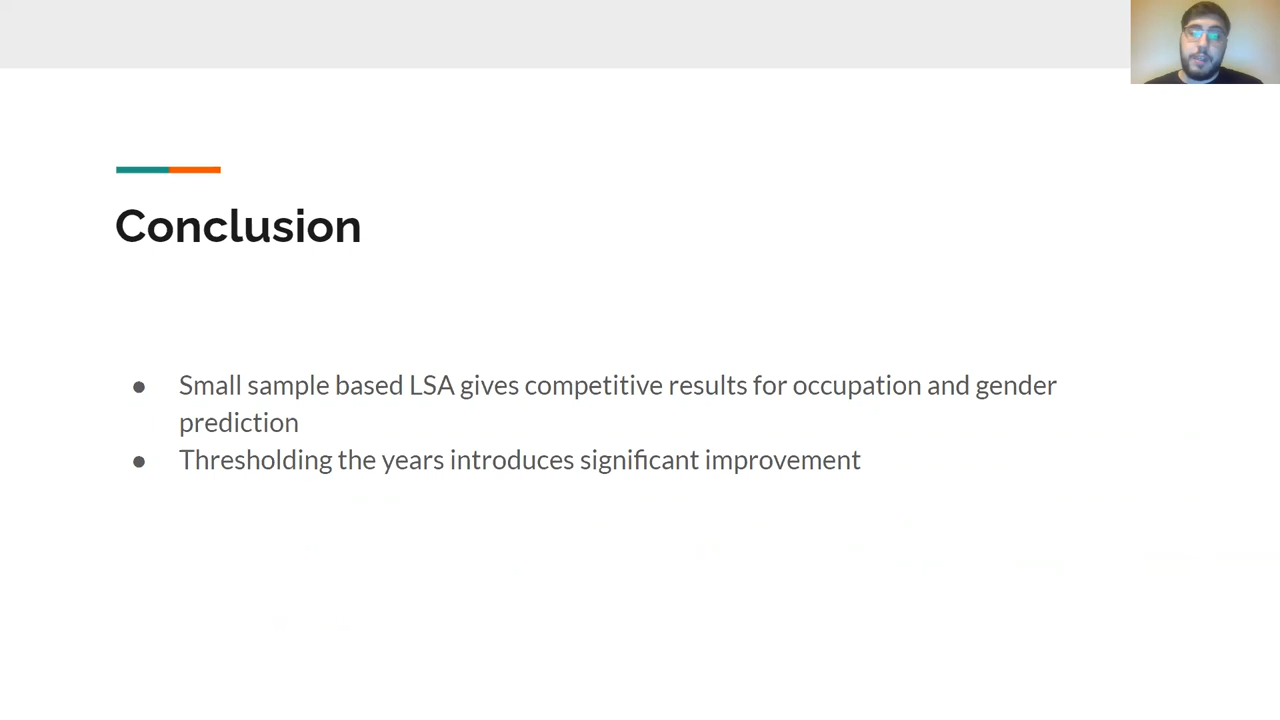 Conclusion
● Small sample based LSA gives competitive results for occupation and gender
prediction
● Thresholding the years introduces significant improvement